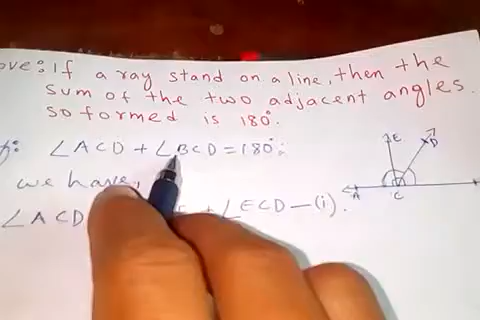 ove: If a ray stand on a line, then the
sum of the two adjacent angles
so formed is 180°.
f: ∠ACD + ∠BCD = 180°:
we have,
∠ACD + ∠ECD — (i).
E
D
A
C